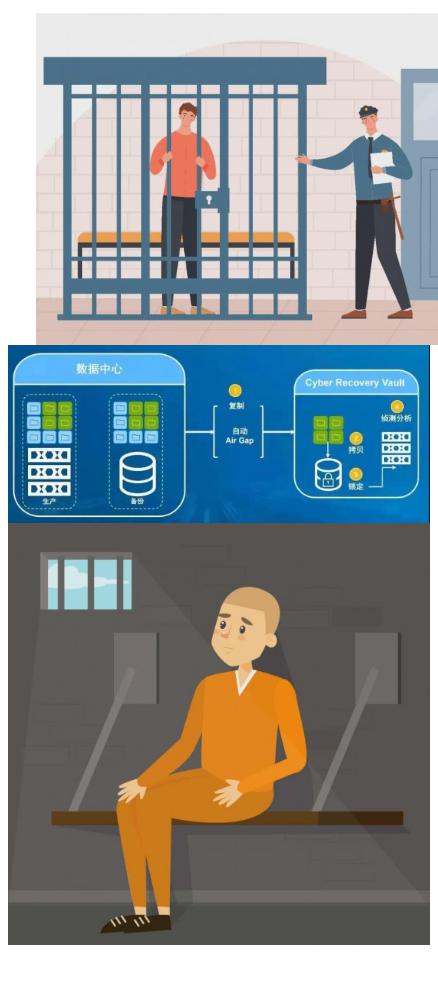 数据中心
生产
备份
1
复制
自动
Air Gap
Cyber Recovery Vault
4
侦测分析
2
拷贝
3
锁定